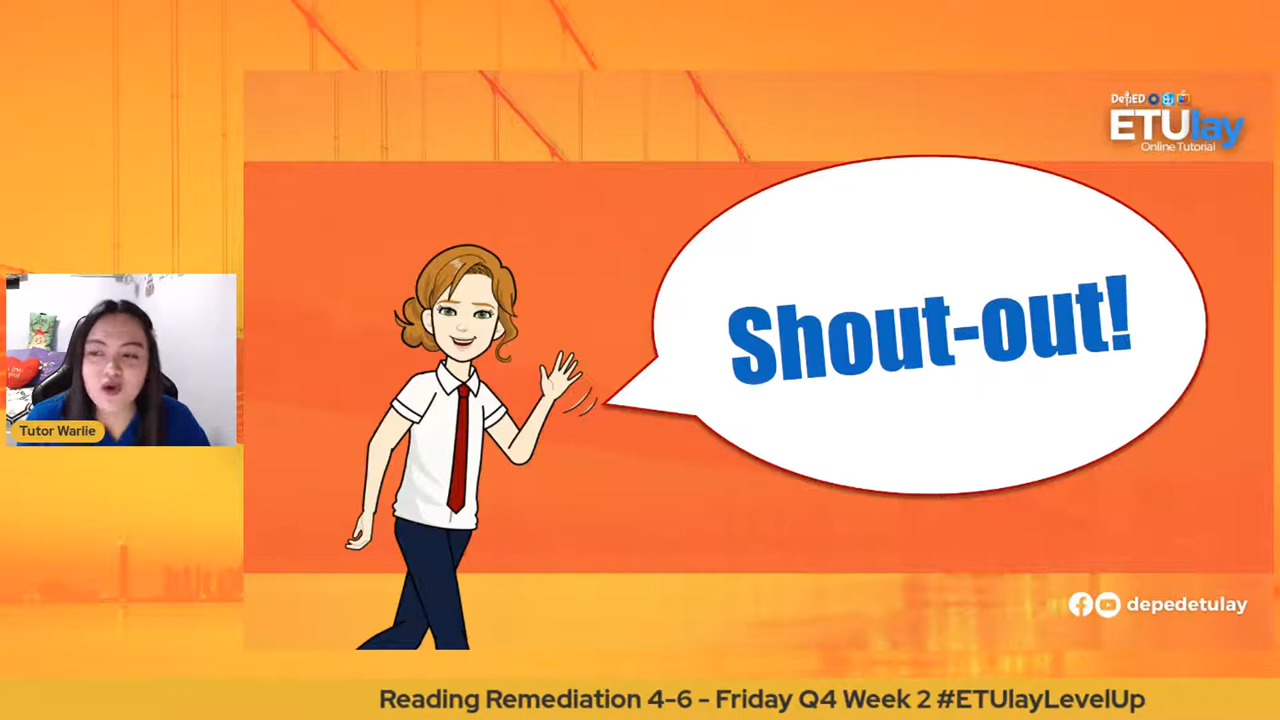 DepED
ETUlay
Online Tutorial
Shout-out!
Tutor Warlie
depedetulay
Reading Remediation 4-6 - Friday Q4 Week 2 #ETUlayLevelUp